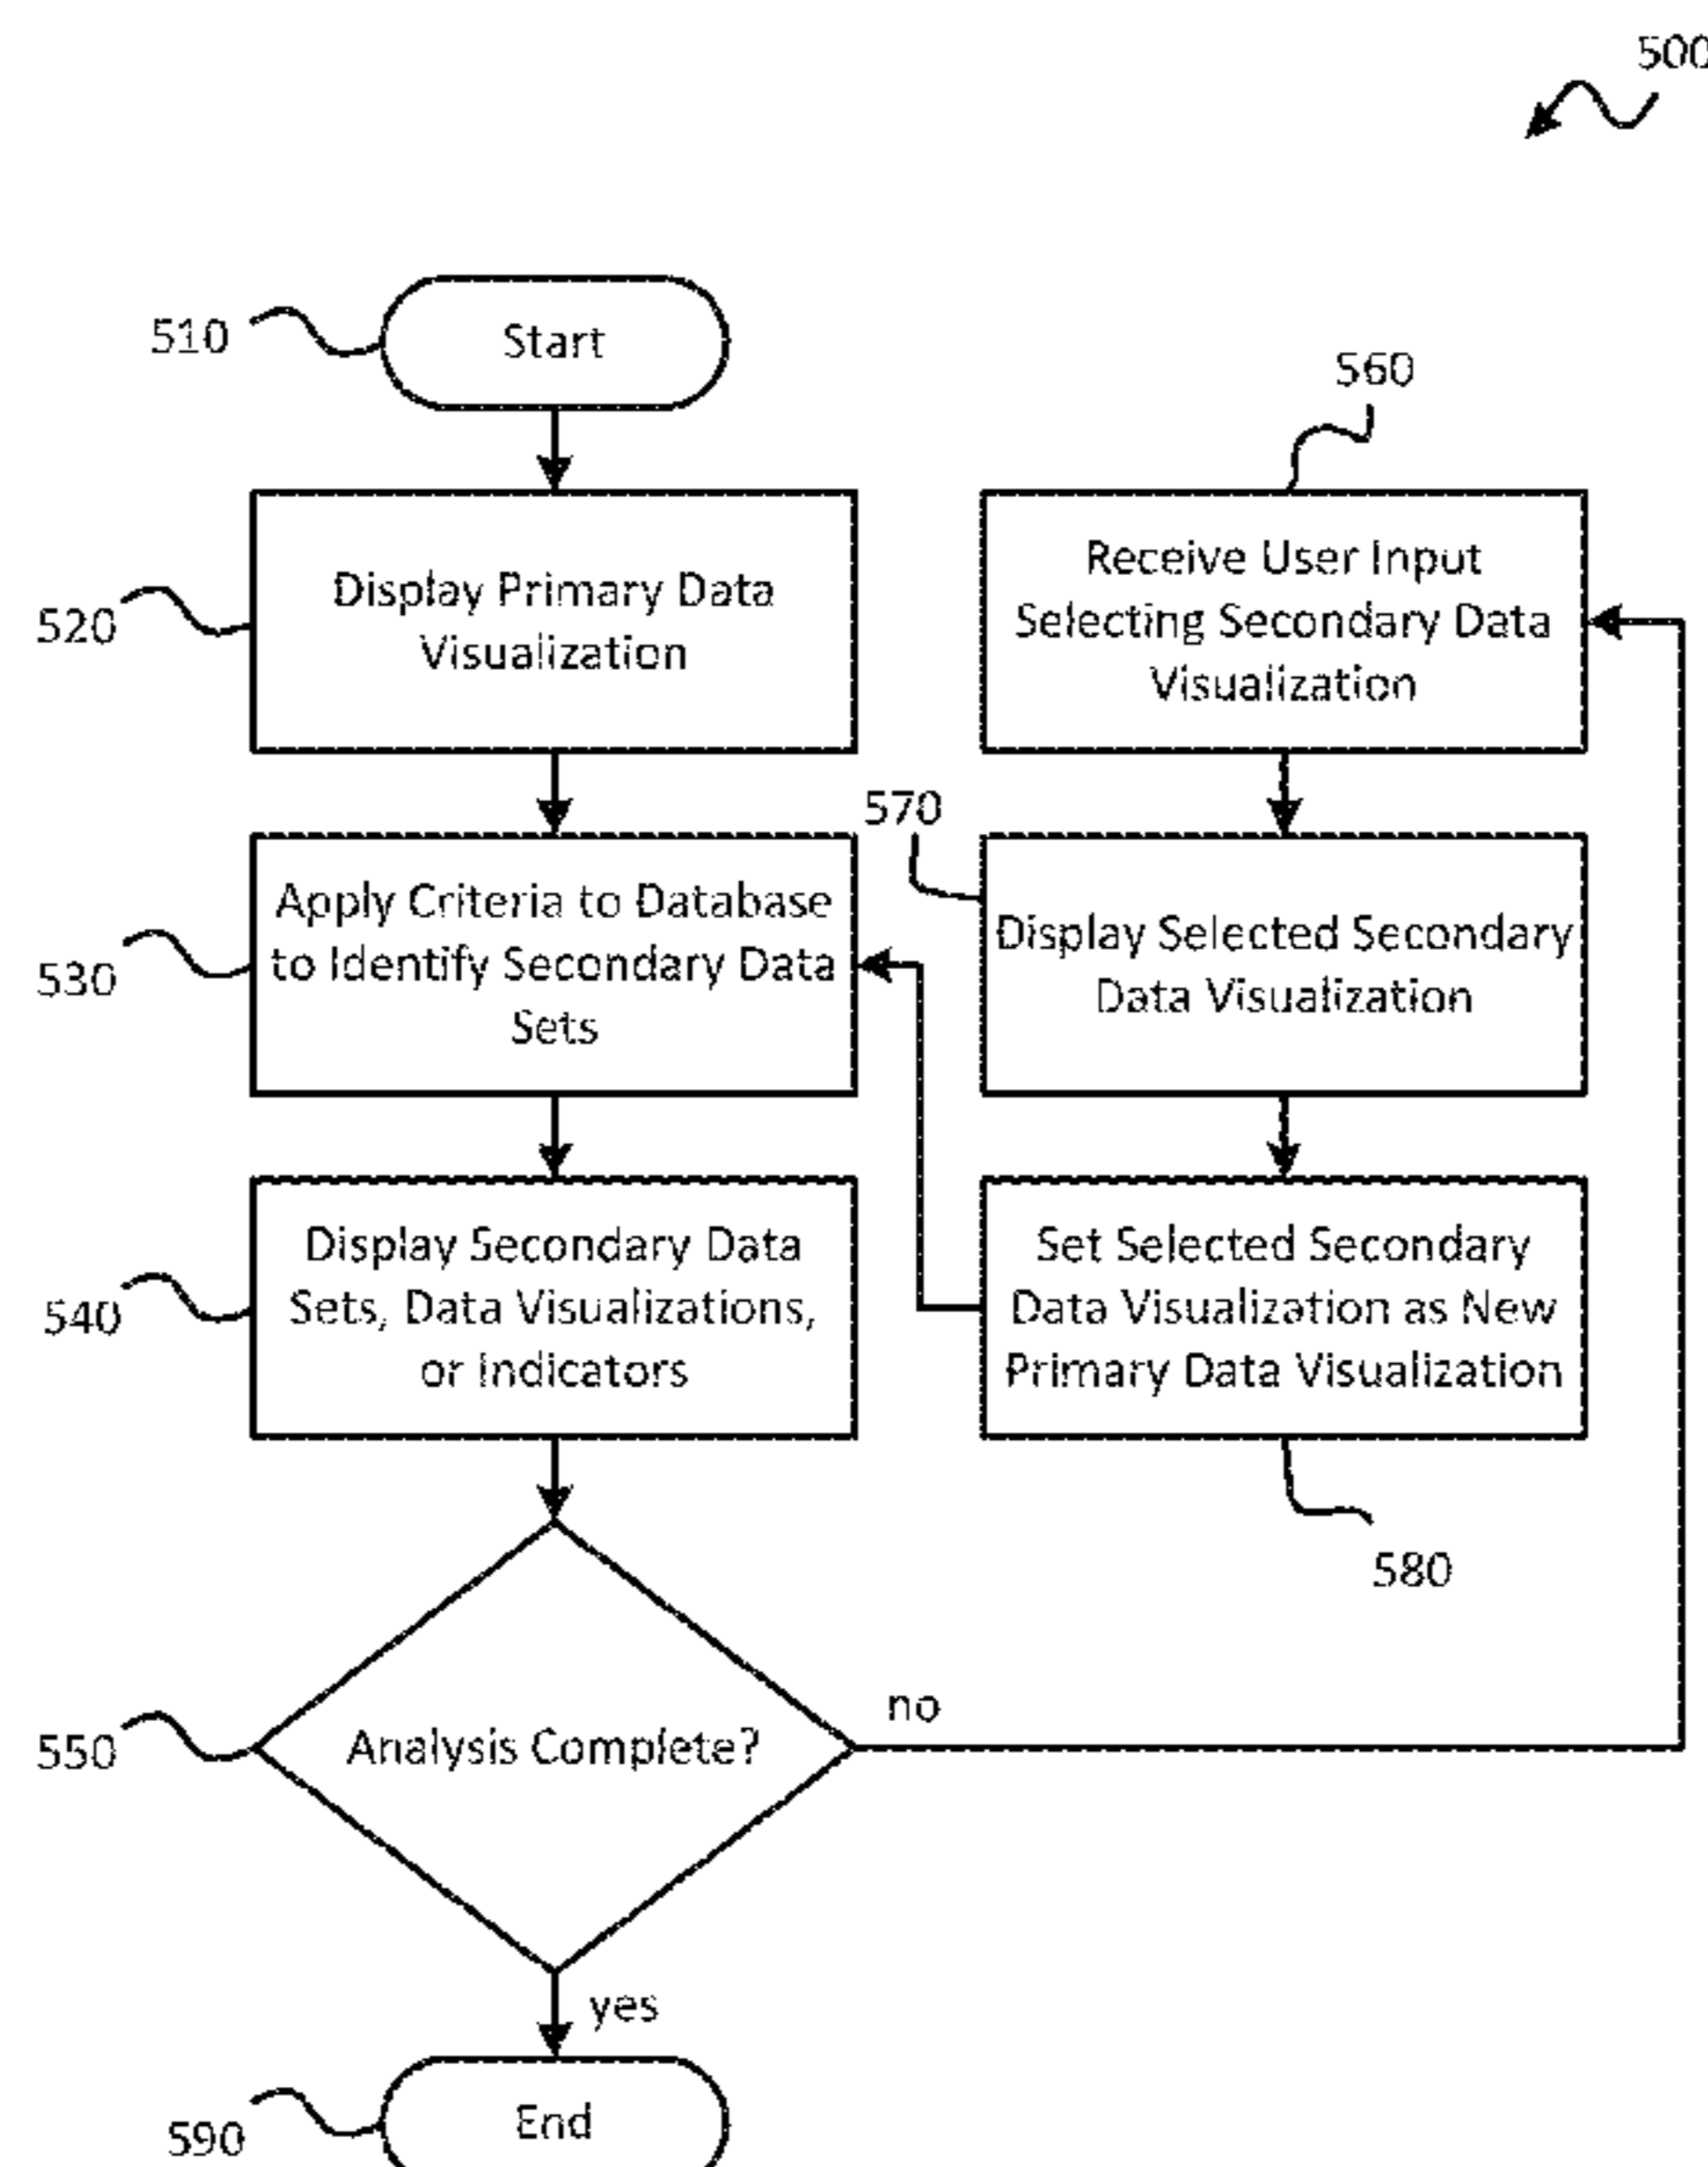 500
510
Start
520
Display Primary Data
Visualization
530
Apply Criteria to Database
to Identify Secondary Data
Sets
540
Display Secondary Data
Sets, Data Visualizations,
or Indicators
550
Analysis Complete?
no
yes
590
End
560
Receive User Input
Selecting Secondary Data
Visualization
570
Display Selected Secondary
Data Visualization
Set Selected Secondary
Data Visualization as New
Primary Data Visualization
580